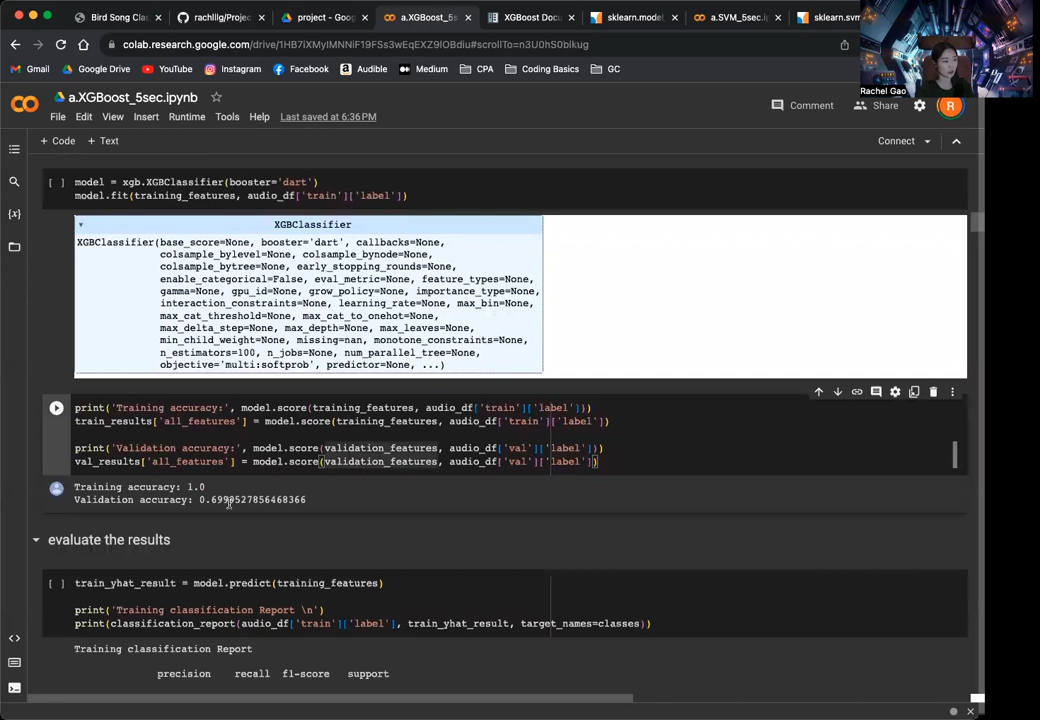 Bird Song Clas
rachlllg/Projec
project - Goog
a.XGBoost_5s
XGBoost Docu
sklearn.model_
a.SVM_5sec.ip
sklearn.svm
colab.research.google.com/drive/1HB7iXMyIMNNiF19FSs3wEqEXZ9lOBdiu#scrollTo=n3U0hS0blkug
Gmail
Google Drive
YouTube
Instagram
Facebook
Audible
Medium
CPA
Coding Basics
GC
Rachel Gao
a.XGBoost_5sec.ipynb
Comment
Share
R
File Edit View Insert Runtime Tools Help Last saved at 6:36 PM
+ Code + Text
Connect
[ ] model = xgb.XGBClassifier(booster='dart')
model.fit(training_features, audio_df['train']['label'])
XGBClassifier
XGBClassifier(base_score=None, booster='dart', callbacks=None,
colsample_bylevel=None, colsample_bynode=None,
colsample_bytree=None, early_stopping_rounds=None,
enable_categorical=False, eval_metric=None, feature_types=None,
gamma=None, gpu_id=None, grow_policy=None, importance_type=None,
interaction_constraints=None, learning_rate=None, max_bin=None,
max_cat_threshold=None, max_cat_to_onehot=None,
max_delta_step=None, max_depth=None, max_leaves=None,
min_child_weight=None, missing=nan, monotone_constraints=None,
n_estimators=100, n_jobs=None, num_parallel_tree=None,
objective='multi:softprob', predictor=None, ...)
print('Training accuracy:', model.score(training_features, audio_df['train']['label']))
train_results['all_features'] = model.score(training_features, audio_df['train']['label'])
print('Validation accuracy:', model.score(validation_features, audio_df['val']['label']))
val_results['all_features'] = model.score(validation_features, audio_df['val']['label'])
Training accuracy: 1.0
Validation accuracy:
evaluate the results
[ ] train_yhat_result = model.predict(training_features)
print('Training classification Report \n')
print(classification_report(audio_df['train']['label'], train_yhat_result, target_names=classes))
Training classification Report
precision recall f1-score support